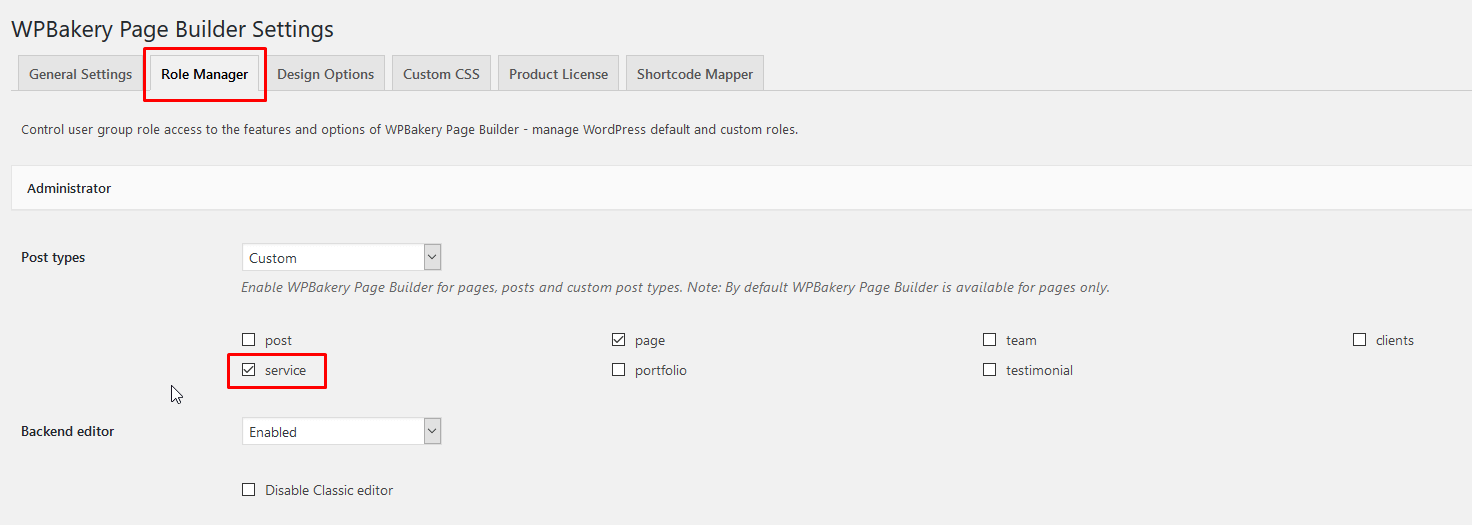 WPBakery Page Builder Settings
General Settings Role Manager Design Options Custom CSS Product License Shortcode Mapper
Control user group role access to the features and options of WPBakery Page Builder - manage WordPress default and custom roles.
Administrator
Post types Custom
Enable WPBakery Page Builder for pages, posts and custom post types. Note: By default WPBakery Page Builder is available for pages only.
post page team clients
service portfolio testimonial
Backend editor Enabled
Disable Classic editor